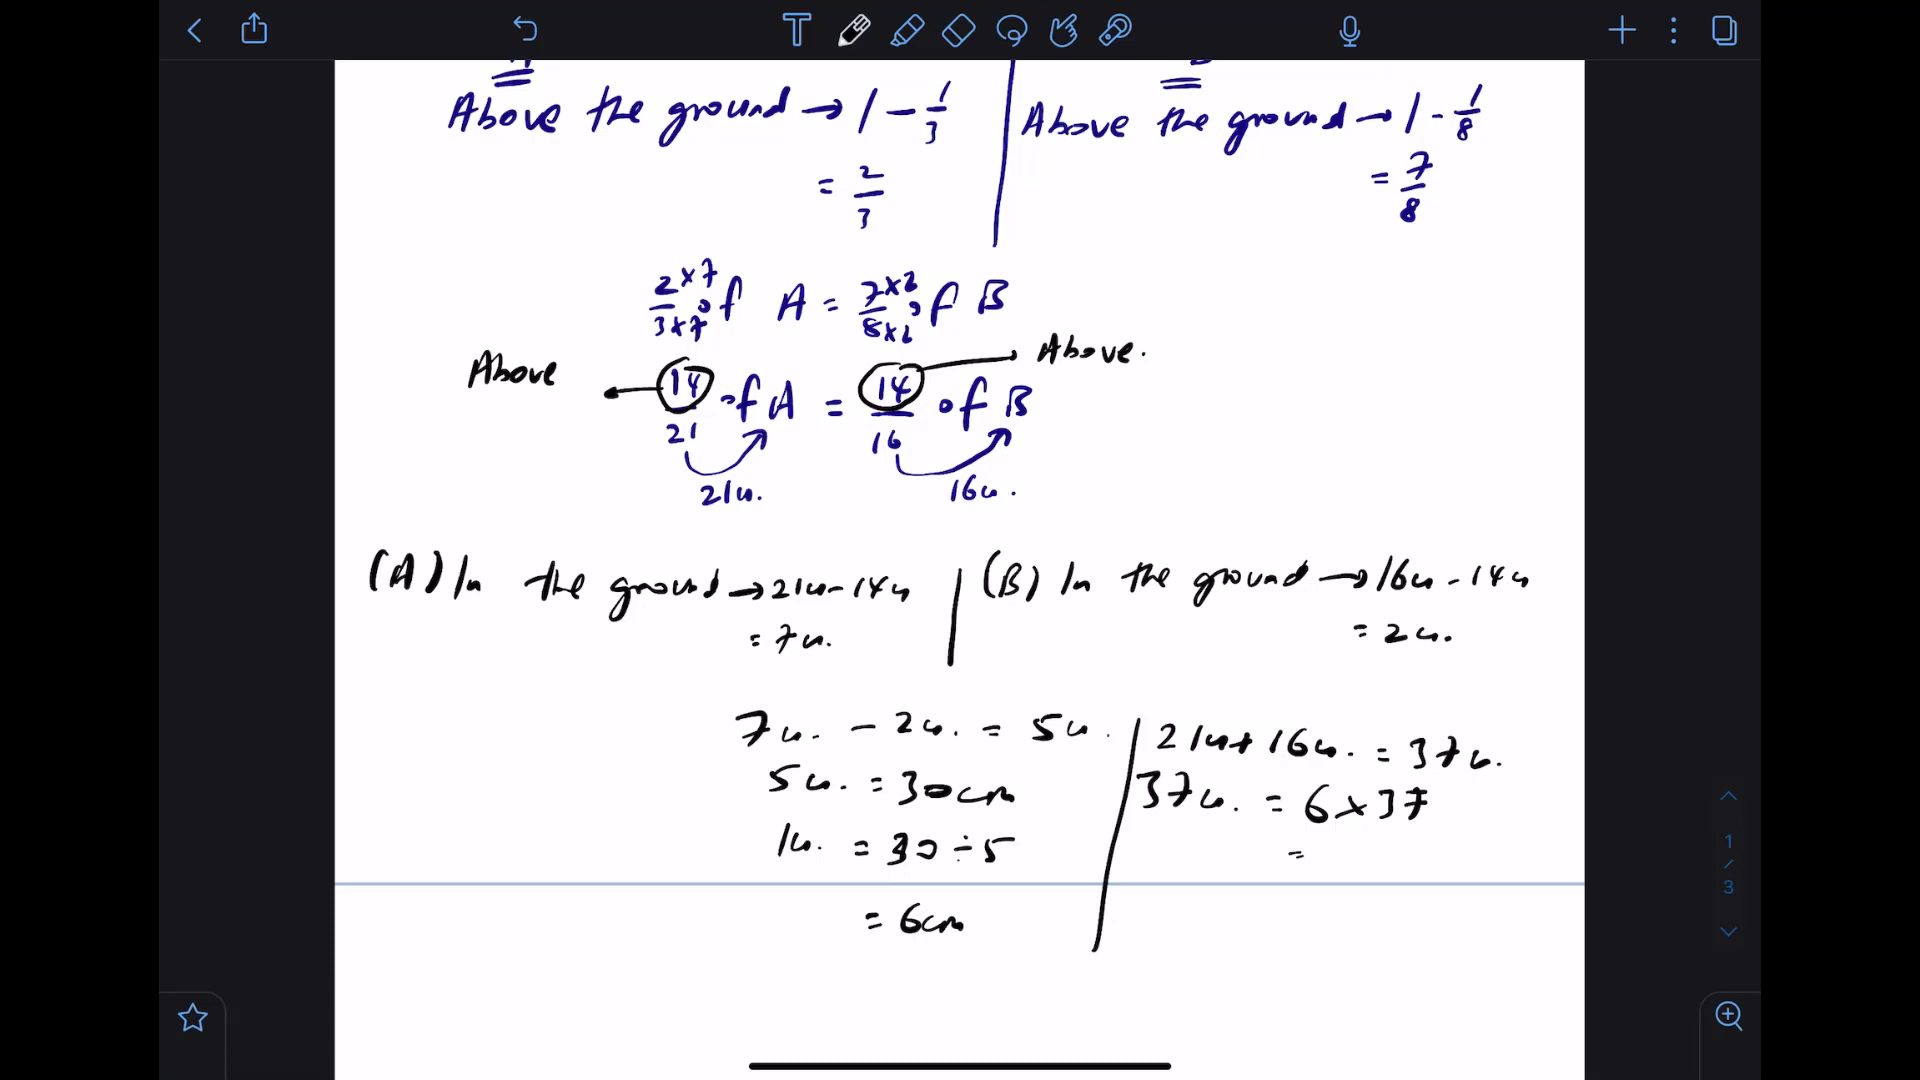 Above the ground → 1 - 1/3
= 2/3
Above the ground → 1 - 1/8
= 7/8
2×7/3×7 of A = 7×2/8×2 of B
Above ← 14/21 of A = 14/16 of B → Above.
21u. 16u.
(A) In the ground → 21u - 14u
= 7u.
(B) In the ground → 16u - 14u
= 2u.
7u. - 2u. = 5u.
5u. = 30cm
1u. = 30 ÷ 5
= 6cm
21u + 16u. = 37u.
37u. = 6 × 37
=
1
/
3